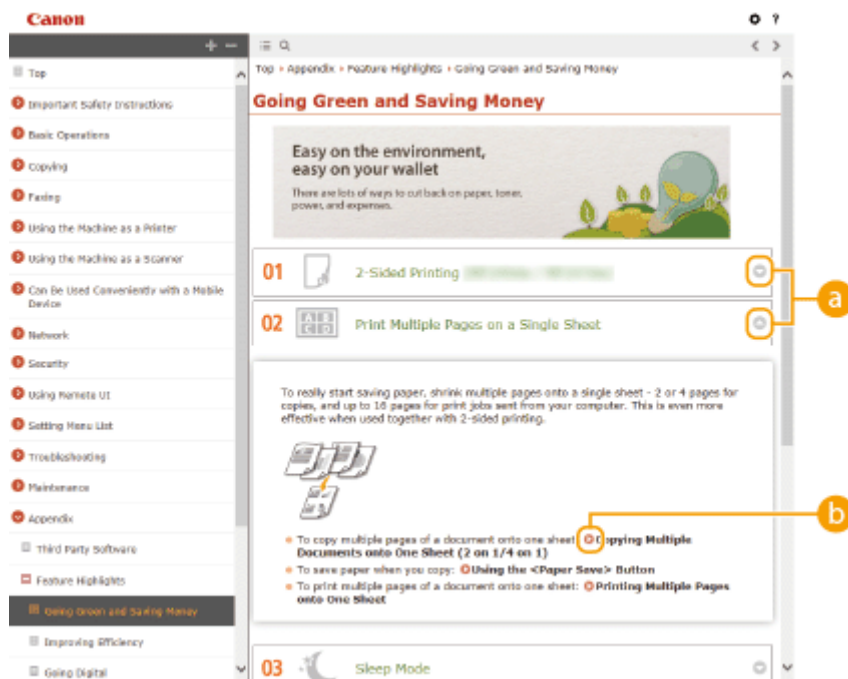 Canon
?
Top
Important Safety Instructions
Basic Operations
Copying
Faxing
Using the Machine as a Printer
Using the Machine as a Scanner
Can Be Used Conveniently with a Mobile
Device
Network
Security
Using Remote UI
Setting Menu List
Troubleshooting
Maintenance
Appendix
Third Party Software
Feature Highlights
Going Green and Saving Money
Improving Efficiency
Going Digital
Top › Appendix › Feature Highlights › Going Green and Saving Money
Going Green and Saving Money
Easy on the environment,
easy on your wallet
There are lots of ways to cut back on paper, toner,
power, and expenses.
01 2-Sided Printing
02 ABCD Print Multiple Pages on a Single Sheet
a
To really start saving paper, shrink multiple pages onto a single sheet - 2 or 4 pages for
copies, and up to 16 pages for print jobs sent from your computer. This is even more
effective when used together with 2-sided printing.
b
To copy multiple pages of a document onto one sheet: Copying Multiple
Documents onto One Sheet (2 on 1/4 on 1)
To save paper when you copy: Using the <Paper Save> Button
To print multiple pages of a document onto one sheet: Printing Multiple Pages
onto One Sheet
03 Sleep Mode